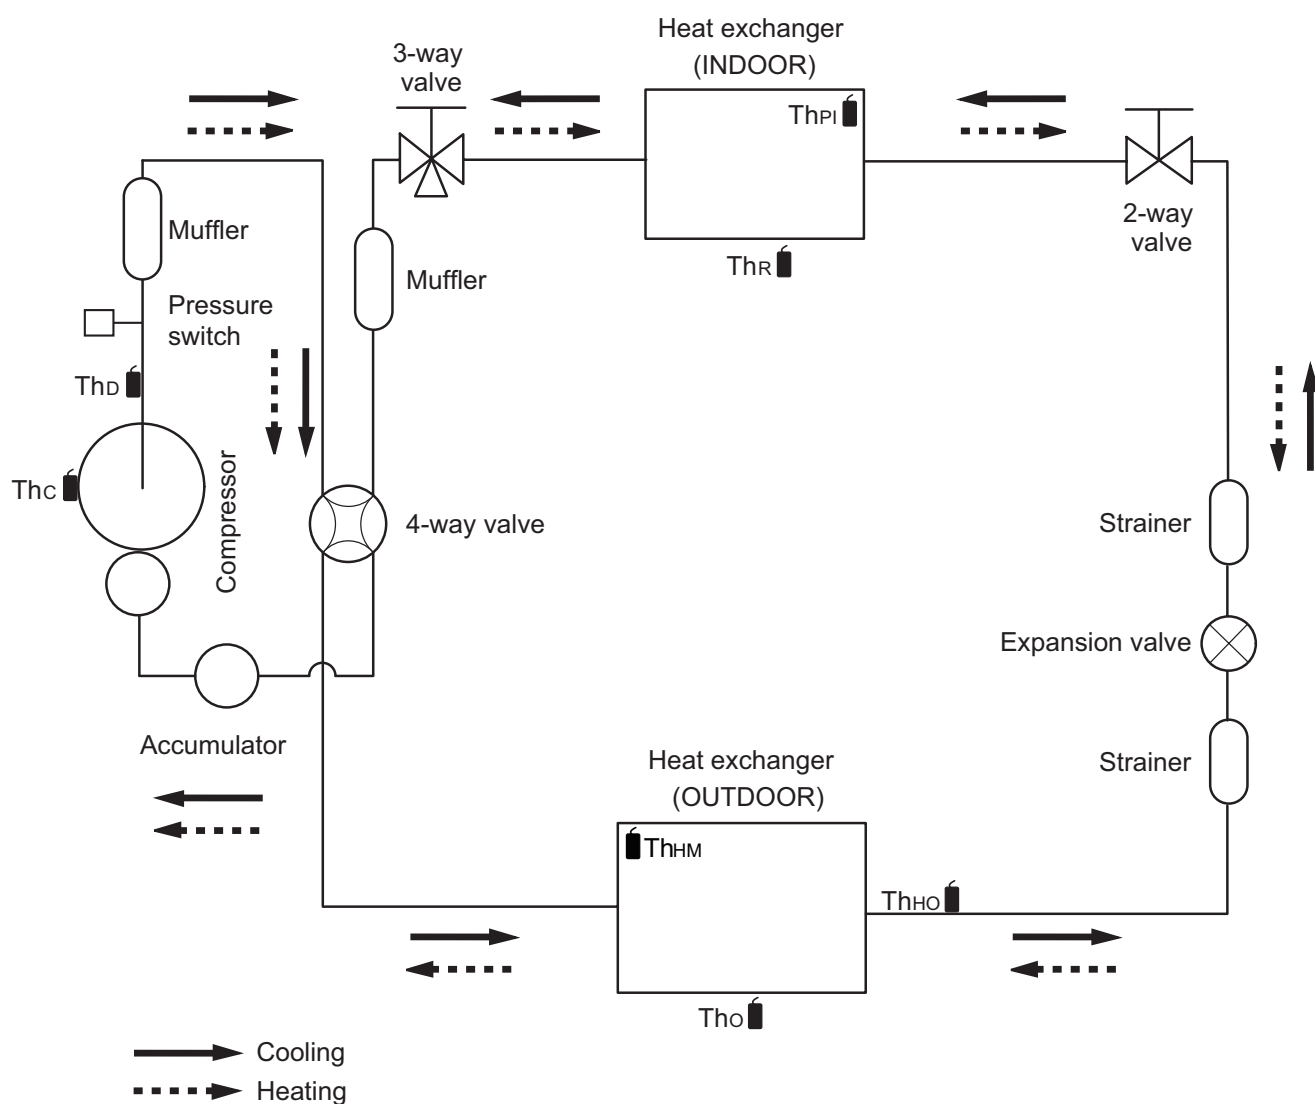 Heat exchanger
(INDOOR)
3-way
valve
ThPI
Muffler
2-way
valve
ThR
Muffler
Pressure
switch
ThD
ThC
Compressor
4-way valve
Strainer
Expansion valve
Accumulator
Heat exchanger
(OUTDOOR)
Strainer
ThHM
ThHO
ThO
Cooling
Heating